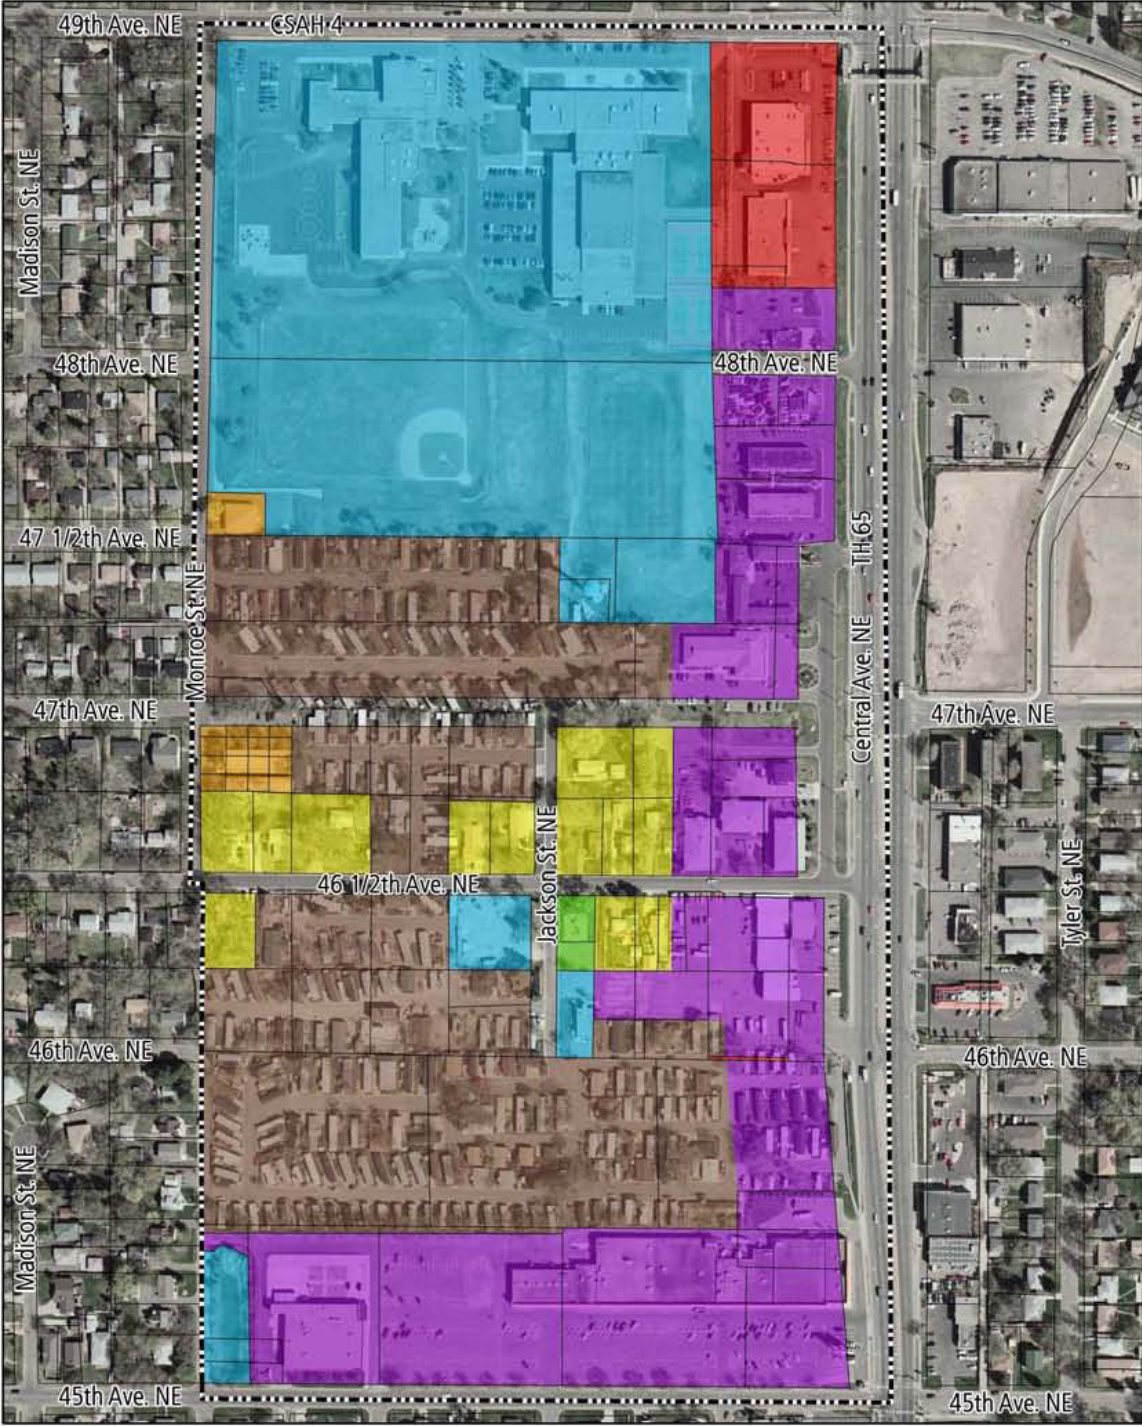 49th Ave. NE
CSAH 4
Madison St. NE
48th Ave. NE
48th Ave. NE
47 1/2th Ave. NE
TH 65
Monroe St. NE
Central Ave. NE
47th Ave. NE
47th Ave. NE
Jackson St. NE
46 1/2th Ave. NE
Tyler St. NE
46th Ave. NE
46th Ave. NE
Madison St. NE
45th Ave. NE
45th Ave. NE